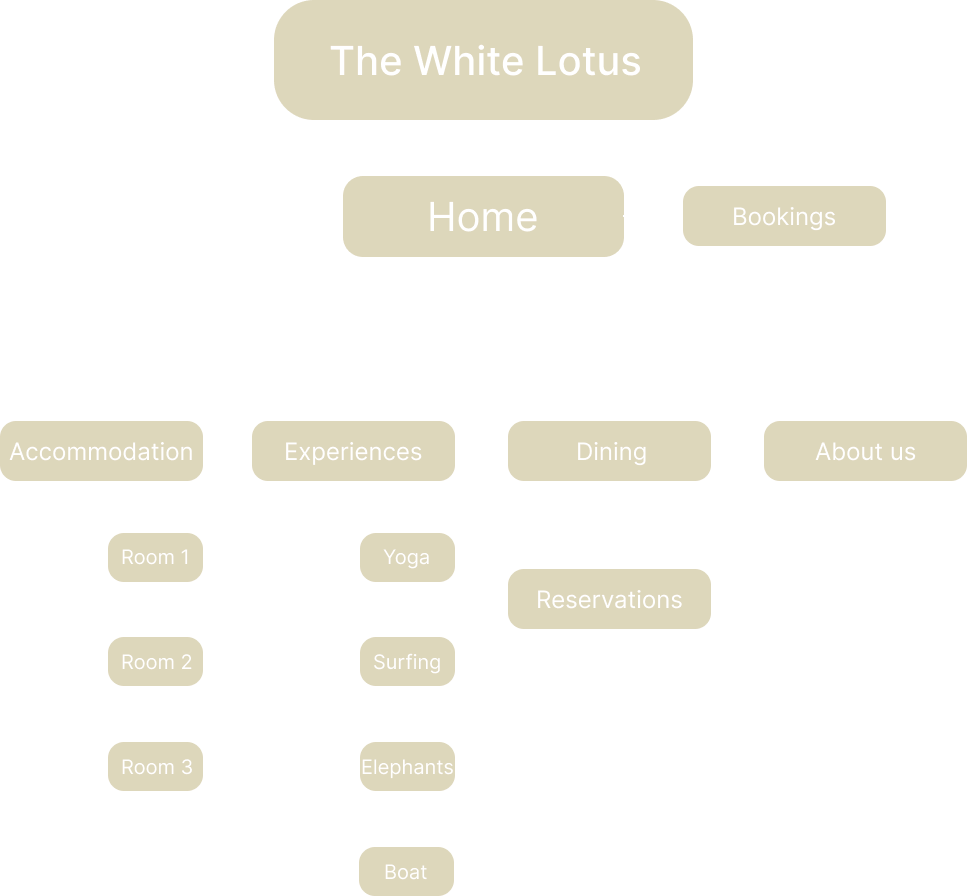 The White Lotus
Home
Bookings
Accommodation
Experiences
Dining
About us
Room 1
Yoga
Reservations
Room 2
Surfing
Room 3
Elephants
Boat